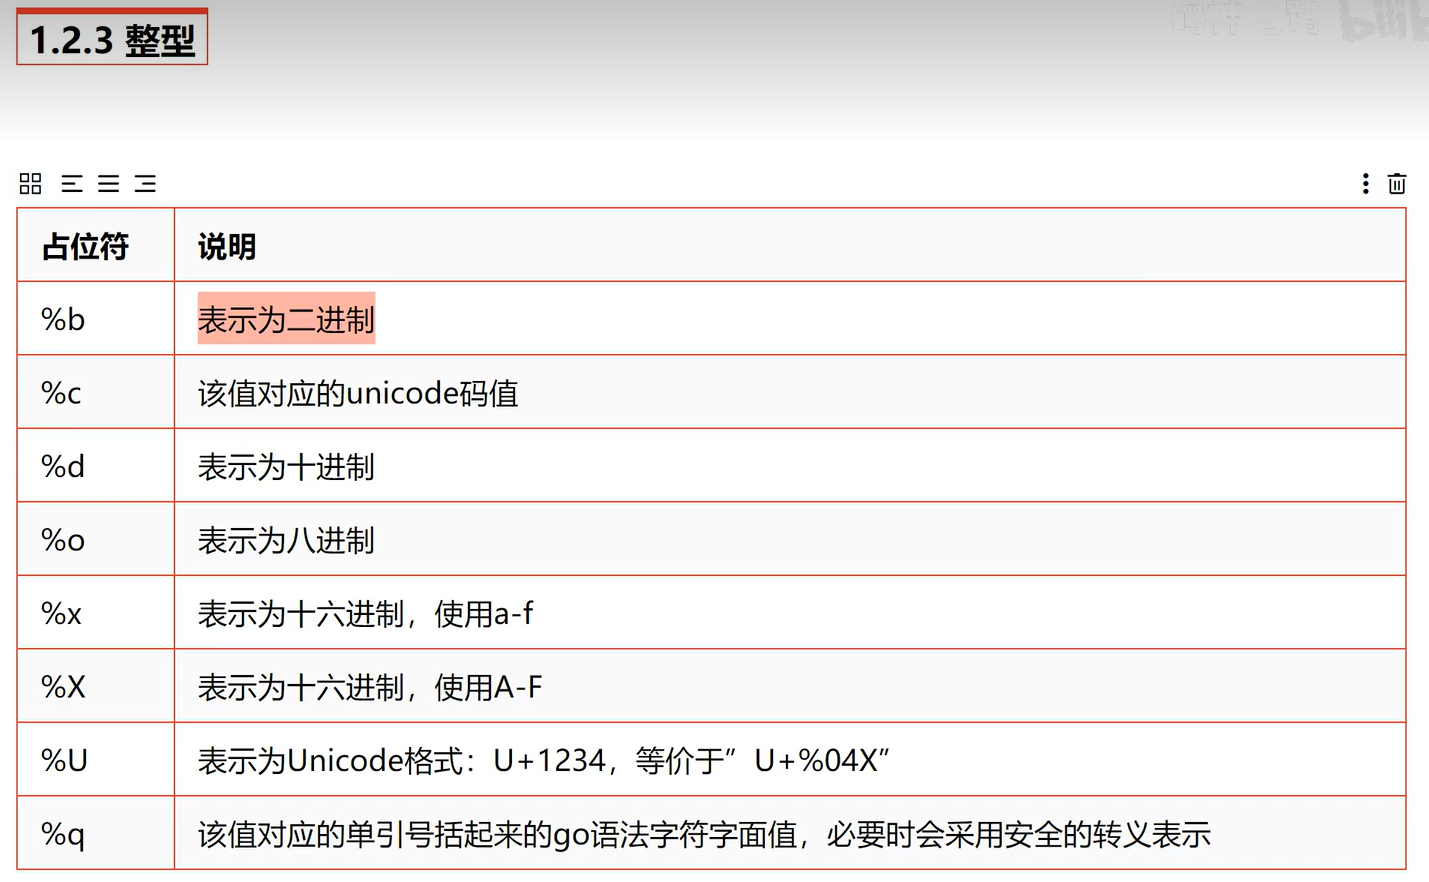 1.2.3 整型
占位符 说明
%b 表示为二进制
%c 该值对应的unicode码值
%d 表示为十进制
%o 表示为八进制
%x 表示为十六进制，使用a-f
%X 表示为十六进制，使用A-F
%U 表示为Unicode格式：U+1234，等价于”U+%04X”
%q 该值对应的单引号括起来的go语法字符字面值，必要时会采用安全的转义表示